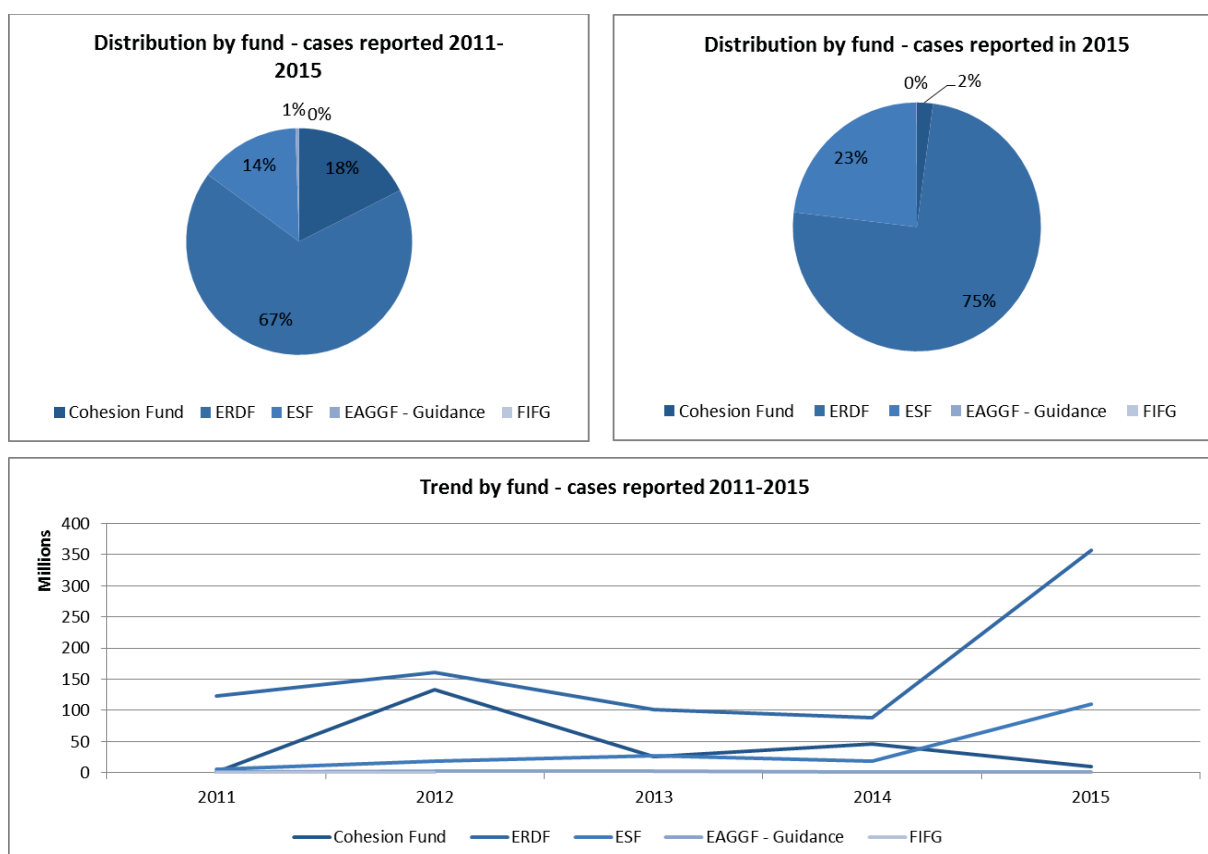 Distribution by fund - cases reported 2011-
2015
1% 0%
14% 18%
67%
Cohesion Fund ERDF ESF EAGGF - Guidance FIFG
Distribution by fund - cases reported in 2015
0% 2%
23%
75%
Cohesion Fund ERDF ESF EAGGF - Guidance FIFG
Trend by fund - cases reported 2011-2015
Millions
400
350
300
250
200
150
100
50
0
2011 2012 2013 2014 2015
Cohesion Fund ERDF ESF EAGGF - Guidance FIFG